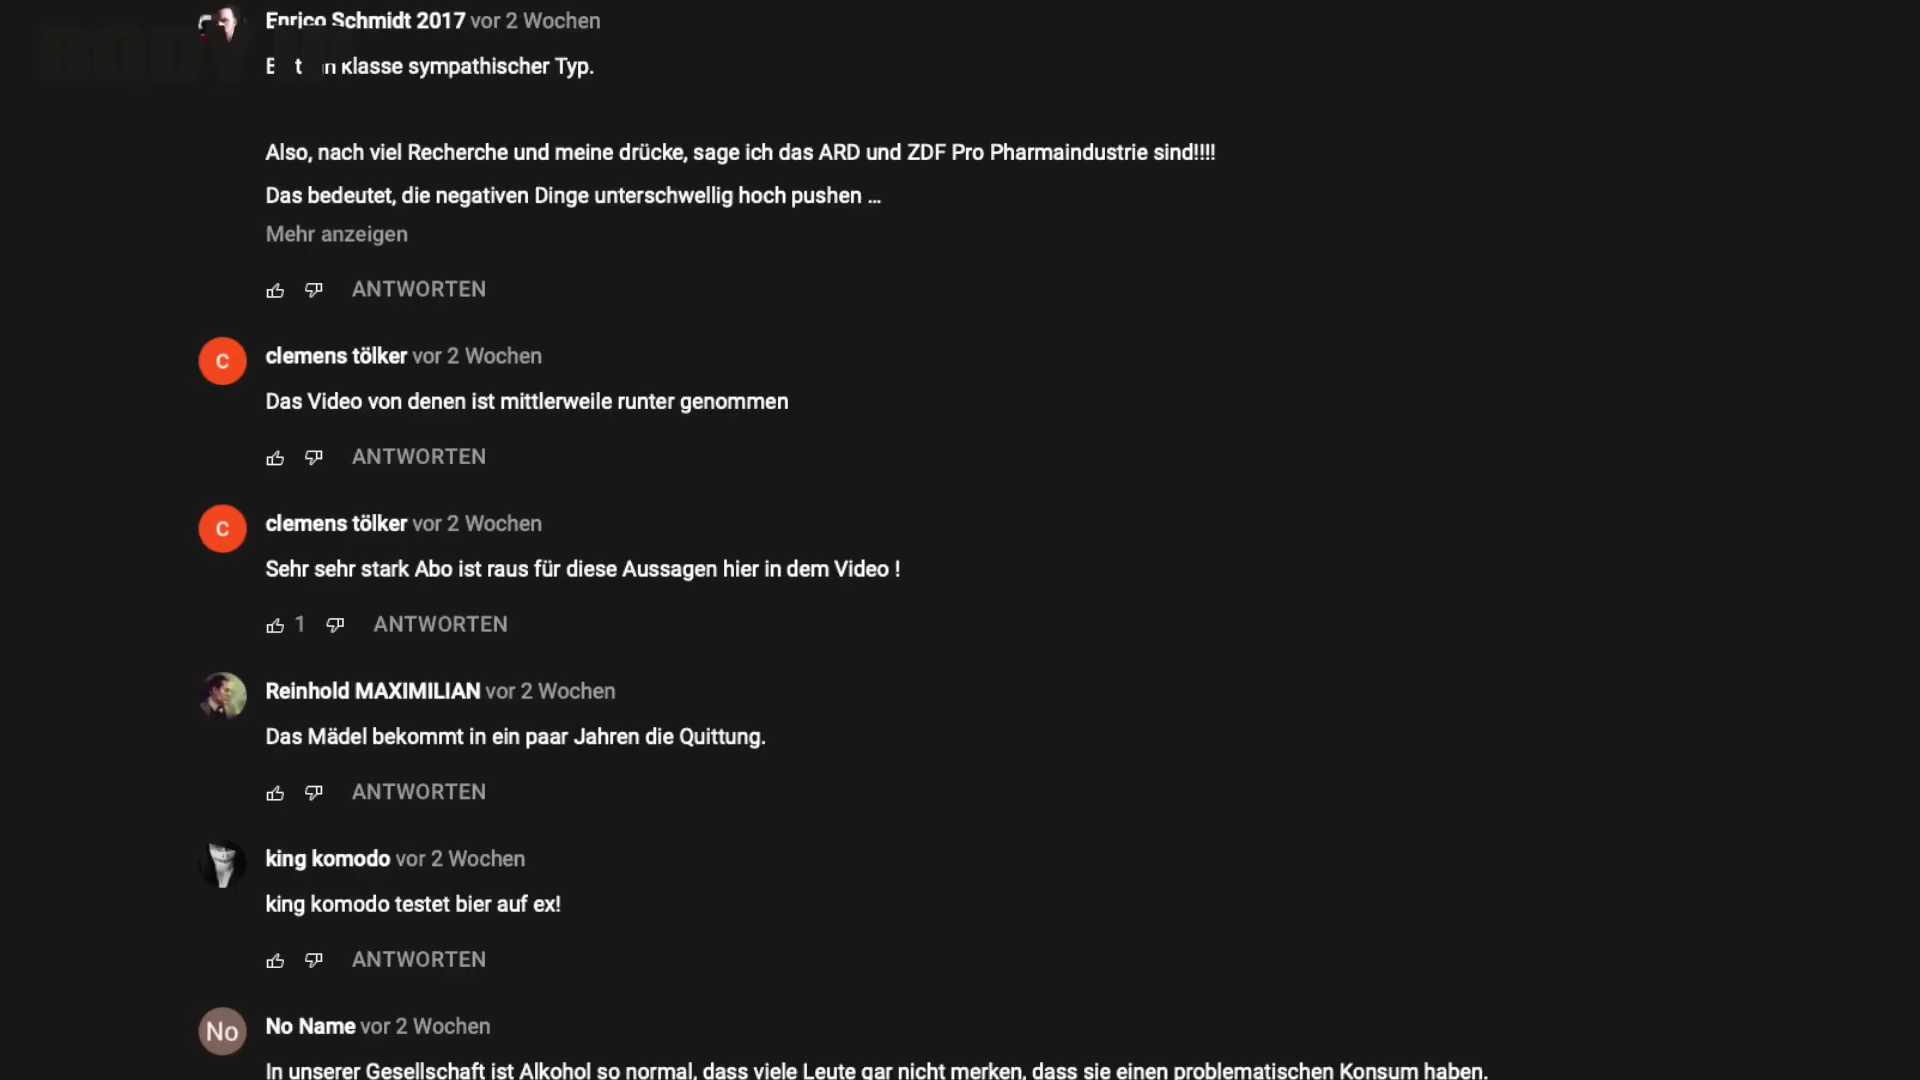 Enrico Schmidt 2017 vor 2 Wochen
klasse sympathischer Typ.
Also, nach viel Recherche und meine drücke, sage ich das ARD und ZDF Pro Pharmaindustrie sind!!!!
Das bedeutet, die negativen Dinge unterschwellig hoch pushen ...
Mehr anzeigen
ANTWORTEN
C
clemens tölker vor 2 Wochen
Das Video von denen ist mittlerweile runter genommen
ANTWORTEN
C
clemens tölker vor 2 Wochen
Sehr sehr stark Abo ist raus für diese Aussagen hier in dem Video !
1 ANTWORTEN
Reinhold MAXIMILIAN vor 2 Wochen
Das Mädel bekommt in ein paar Jahren die Quittung.
ANTWORTEN
king komodo vor 2 Wochen
king komodo testet bier auf ex!
ANTWORTEN
No
No Name vor 2 Wochen
In unserer Gesellschaft ist Alkohol so normal, dass viele Leute gar nicht merken, dass sie einen problematischen Konsum haben.